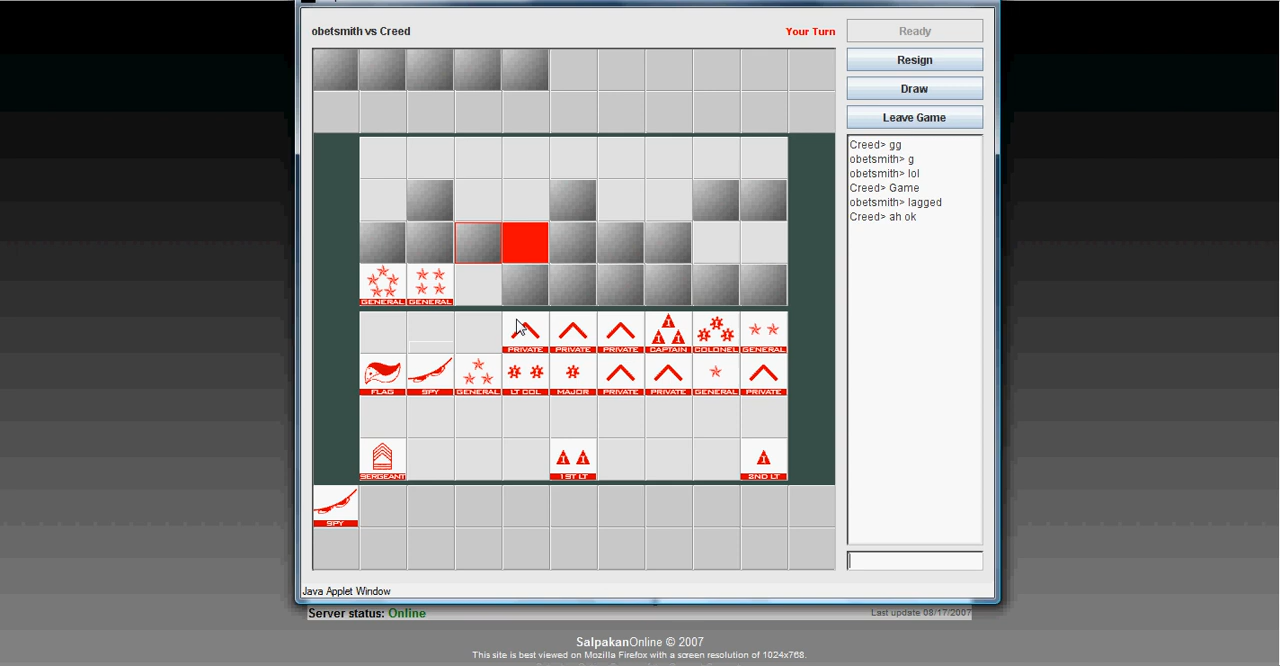 obetsmith vs Creed
Your Turn
Ready
Resign
Draw
Leave Game
Creed> gg
obetsmith> g
obetsmith> lol
Creed> Game
obetsmith> lagged
Creed> ah ok
GENERAL GENERAL
PRIVATE PRIVATE PRIVATE CAPTAIN COLONEL GENERAL
FLAG SPY GENERAL LT COL MAJOR PRIVATE PRIVATE GENERAL PRIVATE
SERGEANT 1ST LT 2ND LT
SPY
Java Applet Window
Server status: Online
Last update 08/17/2007
SalpakanOnline © 2007
This site is best viewed on Mozilla Firefox with a screen resolution of 1024x768.